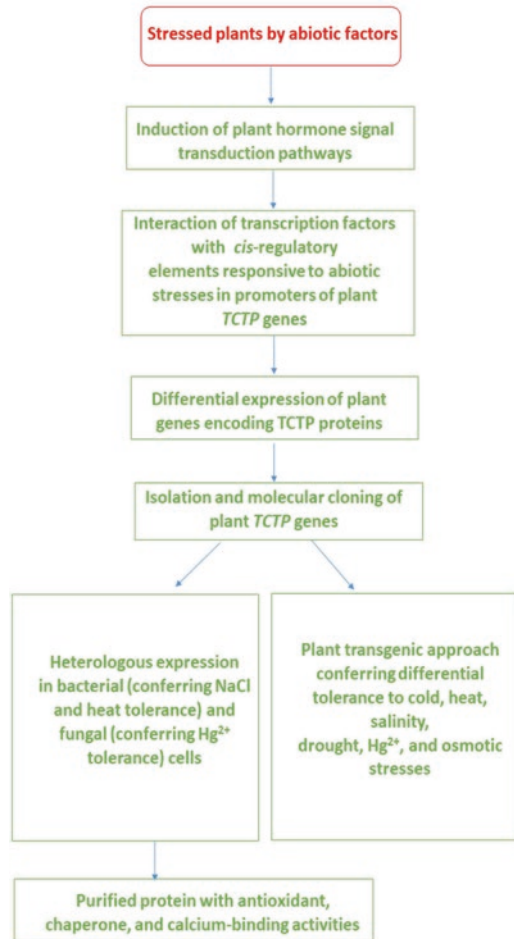 Stressed plants by abiotic factors
Induction of plant hormone signal
transduction pathways
Interaction of transcription factors
with cis-regulatory
elements responsive to abiotic
stresses in promoters of plant
TCTP genes
Differential expression of plant
genes encoding TCTP proteins
Isolation and molecular cloning of
plant TCTP genes
Heterologous expression
in bacterial (conferring NaCl
and heat tolerance) and
fungal (conferring Hg²⁺
tolerance) cells
Plant transgenic approach
conferring differential
tolerance to cold, heat,
salinity,
drought, Hg²⁺, and osmotic
stresses
Purified protein with antioxidant,
chaperone, and calcium-binding activities